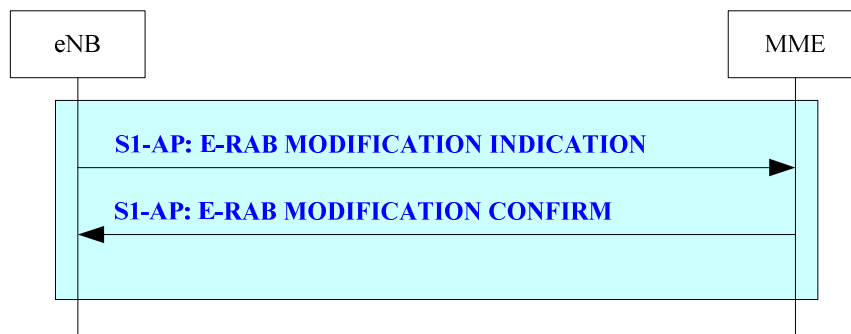 eNB
MME
S1-AP: E-RAB MODIFICATION INDICATION
S1-AP: E-RAB MODIFICATION CONFIRM